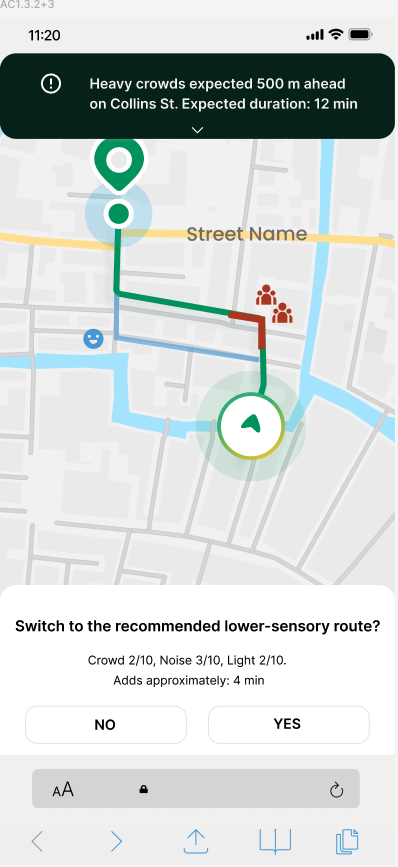 AC1.3.2+3
11:20
Heavy crowds expected 500 m ahead
on Collins St. Expected duration: 12 min
Street Name
Switch to the recommended lower-sensory route?
Crowd 2/10, Noise 3/10, Light 2/10.
Adds approximately: 4 min
NO
YES
AA